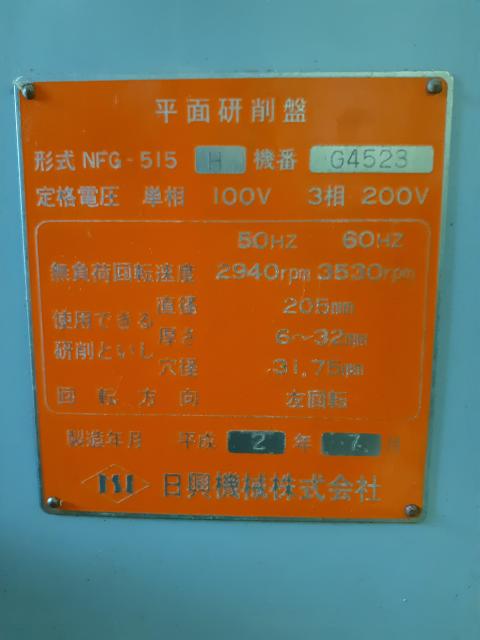 平面研削盤
形式 NFG-515 H 機番 G4523
定格電圧 単相 100V 3相 200V
50HZ 60HZ
無負荷回転速度 2940rpm 3530rpm
使用できる研削といし 直径 205mm
厚さ 6～32mm
穴径 31.75mm
回転方向 左回転
製造年月 平成 2 年 7 月
NSK 日興機械株式会社